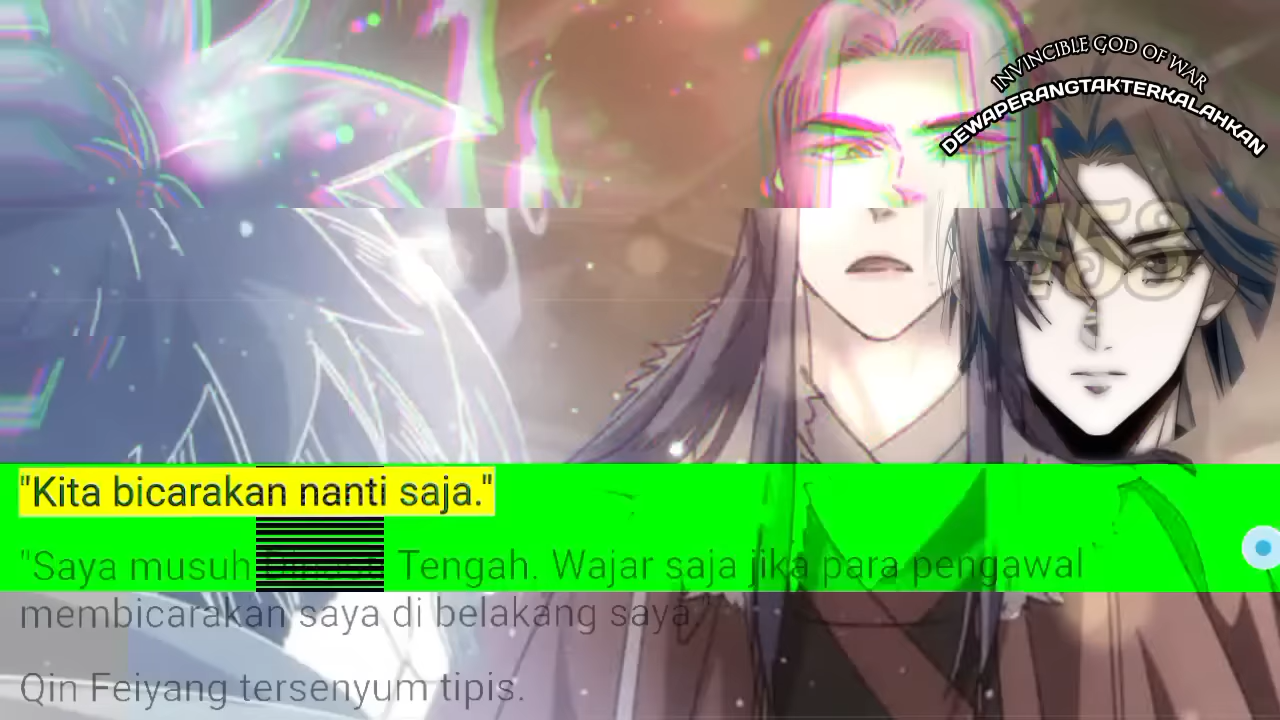 INVINCIBLE GOD OF WAR
DEWAPERANGTAKTERKALAHKAN
"Kita bicarakan nanti saja."
"Saya musuh Tengah. Wajar saja jika para pengawal
membicarakan saya di belakang saya."
Qin Feiyang tersenyum tipis.